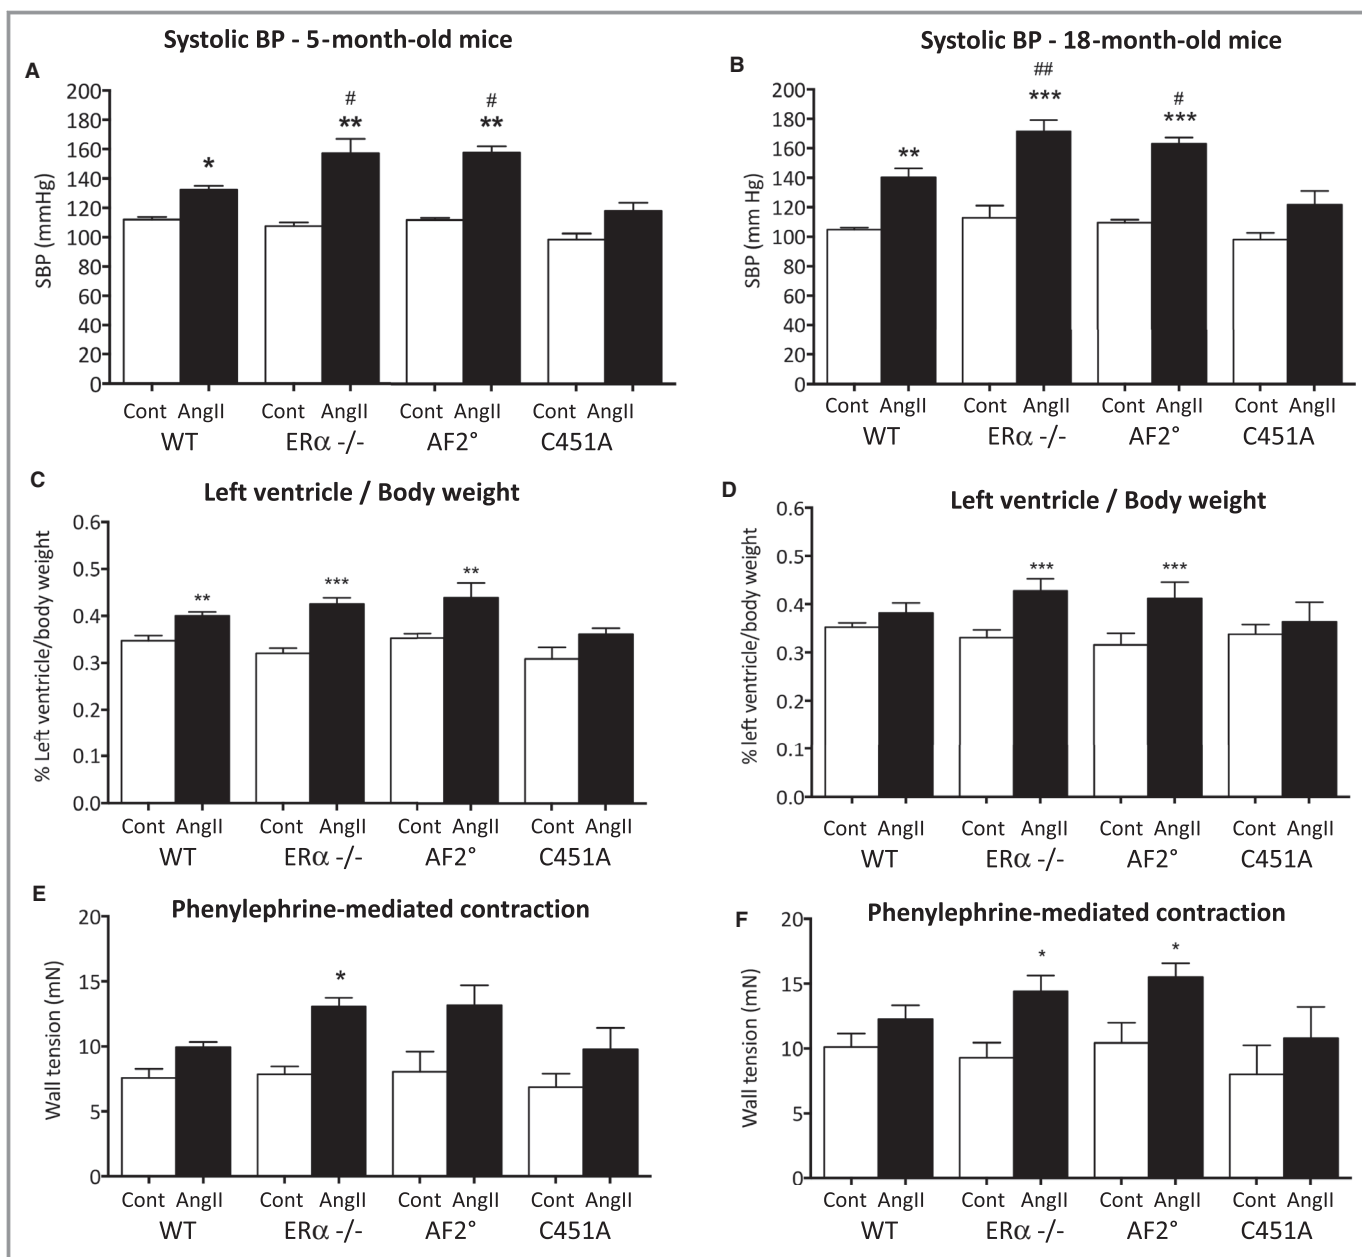 Systolic BP - 5-month-old mice
A
SBP (mmHg)
200
180
160
140
120
100
80
60
40
20
0
*
#
**
#
**
Cont AngII Cont AngII Cont AngII Cont AngII
WT ERα -/- AF2° C451A
Systolic BP - 18-month-old mice
B
SBP (mm Hg)
200
180
160
140
120
100
80
60
40
20
0
**
##
***
#
***
Cont AngII Cont AngII Cont AngII Cont AngII
WT ERα -/- AF2° C451A
C
Left ventricle / Body weight
% Left ventricle/body weight
0.6
0.5
0.4
0.3
0.2
0.1
0.0
** *** **
Cont AngII Cont AngII Cont AngII Cont AngII
WT ERα -/- AF2° C451A
D
Left ventricle / Body weight
% left ventricle/body weight
0.6
0.5
0.4
0.3
0.2
0.1
0.0
*** ***
Cont AngII Cont AngII Cont AngII Cont AngII
WT ERα -/- AF2° C451A
E
Phenylephrine-mediated contraction
Wall tension (mN)
20
15
10
5
0
*
Cont AngII Cont AngII Cont AngII Cont AngII
WT ERα -/- AF2° C451A
F
Phenylephrine-mediated contraction
Wall tension (mN)
20
15
10
5
0
* *
Cont AngII Cont AngII Cont AngII Cont AngII
WT ERα -/- AF2° C451A